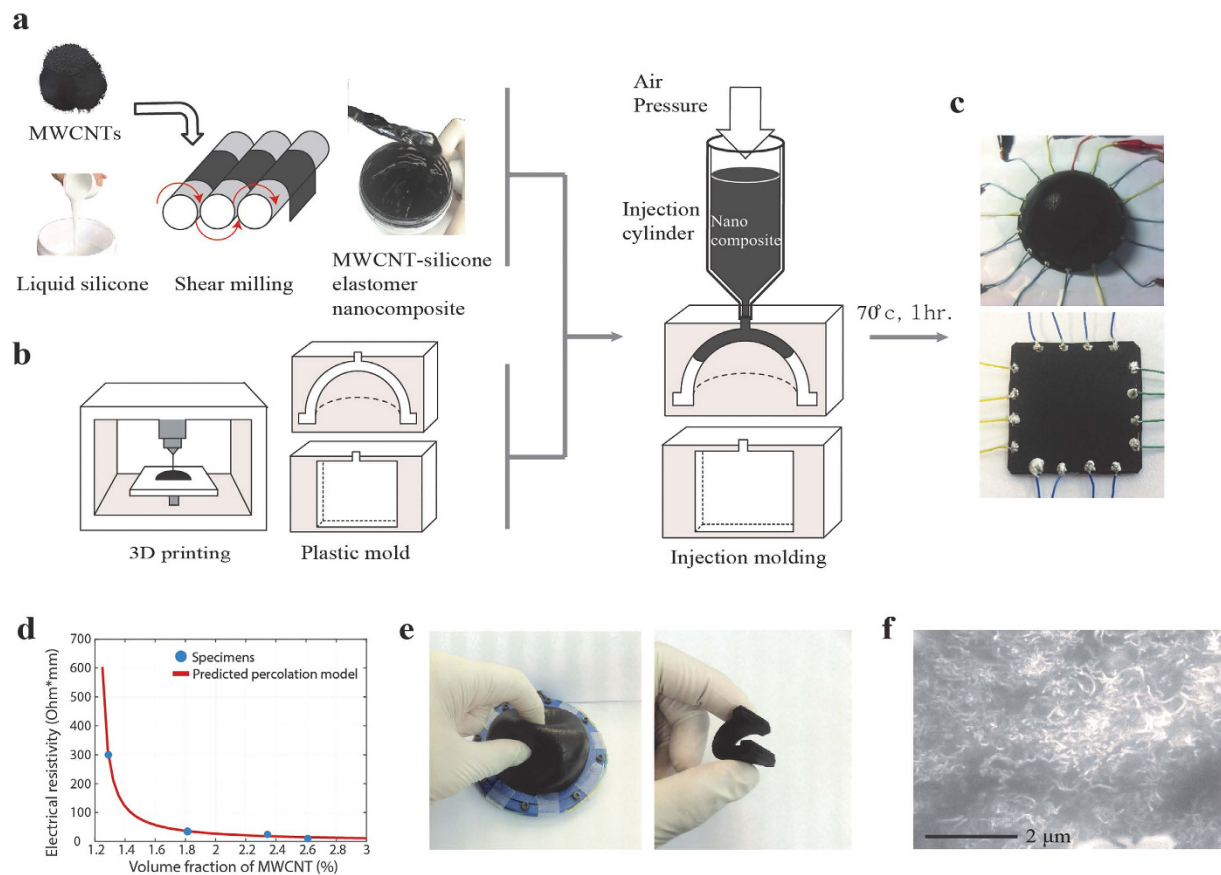 a
MWCNTs
Liquid silicone
Shear milling
MWCNT-silicone
elastomer
nanocomposite
b
3D printing
Plastic mold
Air
Pressure
Injection
cylinder
Nano
composite
70°c, 1hr.
Injection molding
c
d
Electrical resistivity (Ohm*mm)
700
600
500
400
300
200
100
0
1.2 1.4 1.6 1.8 2 2.2 2.4 2.6 2.8 3
Volume fraction of MWCNT (%)
Specimens
Predicted percolation model
e
f
2 μm